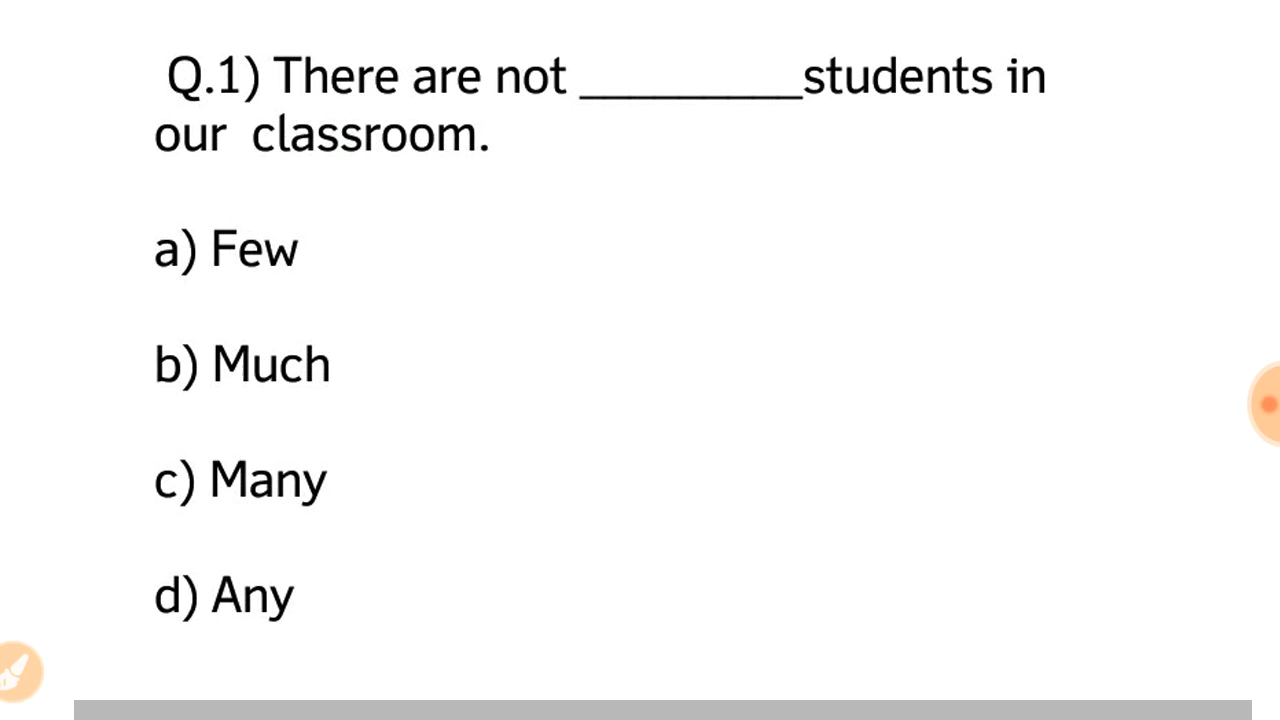 Q.1) There are not _________students in
our classroom.
a) Few
b) Much
c) Many
d) Any